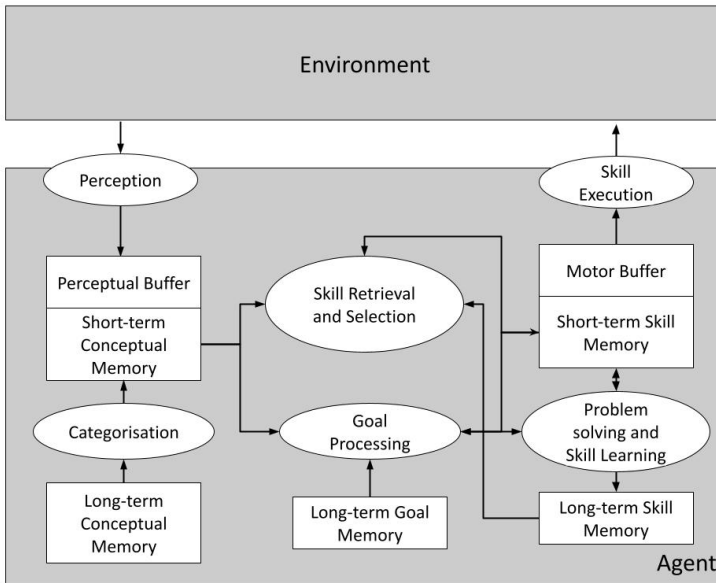 Environment
Perception
Skill
Execution
Perceptual Buffer
Short-term
Conceptual
Memory
Skill Retrieval
and Selection
Motor Buffer
Short-term Skill
Memory
Categorisation
Goal
Processing
Problem
solving and
Skill Learning
Long-term
Conceptual
Memory
Long-term Goal
Memory
Long-term Skill
Memory
Agent